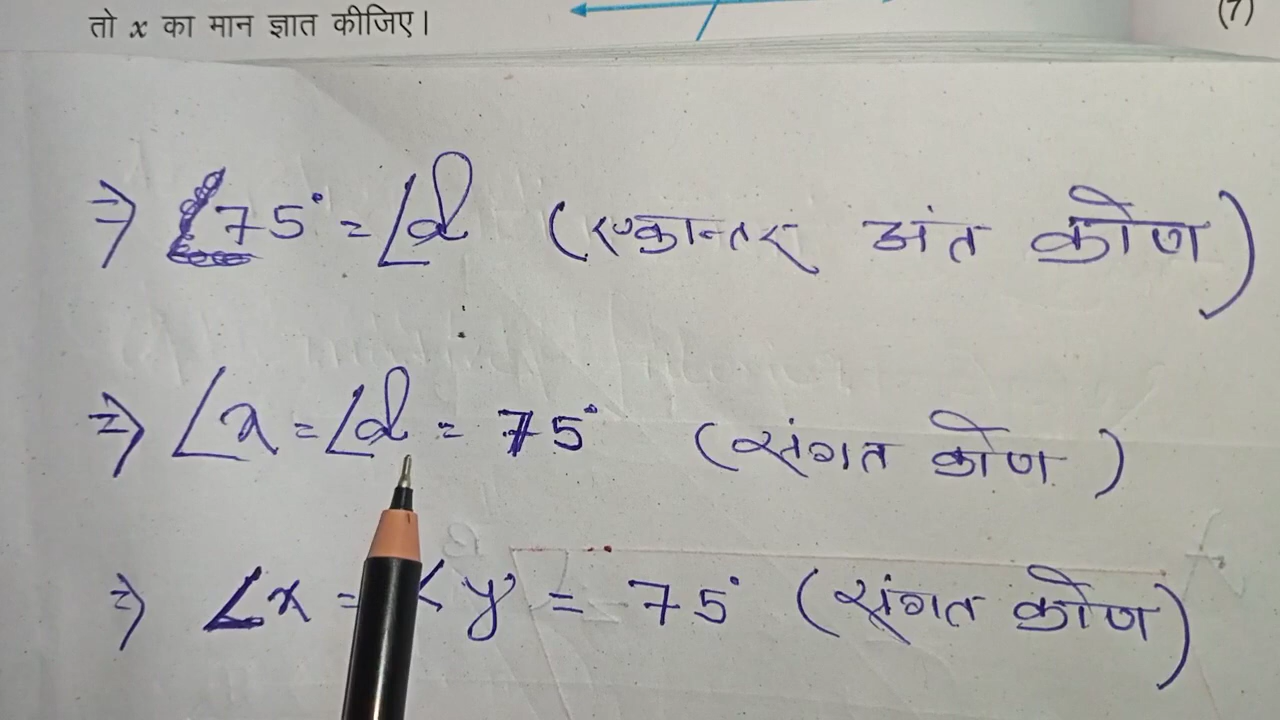 तो x का मान ज्ञात कीजिए।
(7)
⇒ 75° = ∠d (एकान्तर अंत कोण)
⇒ ∠x = ∠d = 75° (संगत कोण)
⇒ ∠x = <y = 75° (संगत कोण)